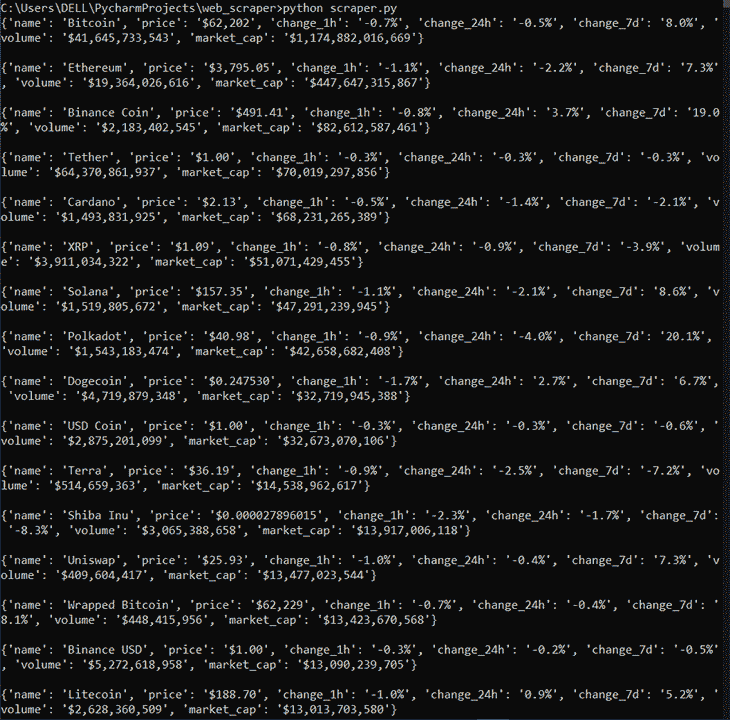 C:\Users\DELL\PycharmProjects\web_scraper>python scraper.py
{'name': 'Bitcoin', 'price': '$62,202', 'change_1h': '-0.7%', 'change_24h': '-0.5%', 'change_7d': '8.0%', '
volume': '$41,645,733,543', 'market_cap': '$1,174,882,016,669'}
{'name': 'Ethereum', 'price': '$3,795.05', 'change_1h': '-1.1%', 'change_24h': '-2.2%', 'change_7d': '7.3%'
, 'volume': '$19,364,026,616', 'market_cap': '$447,647,315,867'}
{'name': 'Binance Coin', 'price': '$491.41', 'change_1h': '-0.8%', 'change_24h': '3.7%', 'change_7d': '19.0
%', 'volume': '$2,183,402,545', 'market_cap': '$82,612,587,461'}
{'name': 'Tether', 'price': '$1.00', 'change_1h': '-0.3%', 'change_24h': '-0.3%', 'change_7d': '-0.3%', 'vo
lume': '$64,370,861,937', 'market_cap': '$70,019,297,856'}
{'name': 'Cardano', 'price': '$2.13', 'change_1h': '-0.5%', 'change_24h': '-1.4%', 'change_7d': '-2.1%', 'v
olume': '$1,493,831,925', 'market_cap': '$68,231,265,389'}
{'name': 'XRP', 'price': '$1.09', 'change_1h': '-0.8%', 'change_24h': '-0.9%', 'change_7d': '-3.9%', 'volum
e': '$3,911,034,322', 'market_cap': '$51,071,429,455'}
{'name': 'Solana', 'price': '$157.35', 'change_1h': '-1.1%', 'change_24h': '-2.1%', 'change_7d': '8.6%', 'v
olume': '$1,519,805,672', 'market_cap': '$47,291,239,945'}
{'name': 'Polkadot', 'price': '$40.98', 'change_1h': '-0.9%', 'change_24h': '-4.0%', 'change_7d': '20.1%',
'volume': '$1,543,183,474', 'market_cap': '$42,658,682,408'}
{'name': 'Dogecoin', 'price': '$0.247530', 'change_1h': '-1.7%', 'change_24h': '2.7%', 'change_7d': '6.7%',
'volume': '$4,719,879,348', 'market_cap': '$32,719,945,388'}
{'name': 'USD Coin', 'price': '$1.00', 'change_1h': '-0.3%', 'change_24h': '-0.3%', 'change_7d': '-0.6%', '
volume': '$2,875,201,099', 'market_cap': '$32,673,070,106'}
{'name': 'Terra', 'price': '$36.19', 'change_1h': '-0.9%', 'change_24h': '-2.5%', 'change_7d': '-7.2%', 'vo
lume': '$514,659,363', 'market_cap': '$14,538,962,617'}
{'name': 'Shiba Inu', 'price': '$0.000027896015', 'change_1h': '-2.3%', 'change_24h': '-1.7%', 'change_7d':
'-8.3%', 'volume': '$3,065,388,658', 'market_cap': '$13,917,006,118'}
{'name': 'Uniswap', 'price': '$25.93', 'change_1h': '-1.0%', 'change_24h': '-0.4%', 'change_7d': '7.3%', 'v
olume': '$409,604,417', 'market_cap': '$13,477,023,544'}
{'name': 'Wrapped Bitcoin', 'price': '$62,229', 'change_1h': '-0.7%', 'change_24h': '-0.4%', 'change_7d': '
8.1%', 'volume': '$448,415,956', 'market_cap': '$13,423,670,568'}
{'name': 'Binance USD', 'price': '$1.00', 'change_1h': '-0.3%', 'change_24h': '-0.2%', 'change_7d': '-0.5%'
, 'volume': '$5,272,618,958', 'market_cap': '$13,090,239,705'}
{'name': 'Litecoin', 'price': '$188.70', 'change_1h': '-1.0%', 'change_24h': '0.9%', 'change_7d': '5.2%', '
volume': '$2,628,360,509', 'market_cap': '$13,013,703,580'}